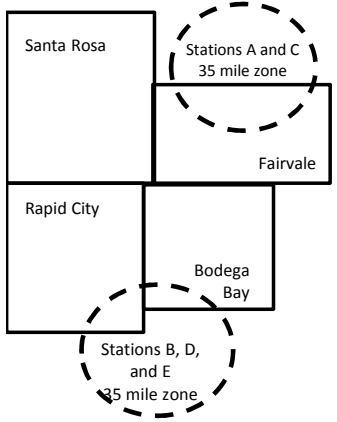 Santa Rosa
Stations A and C
35 mile zone
Fairvale
Rapid City
Bodega
Bay
Stations B, D,
and E
35 mile zone